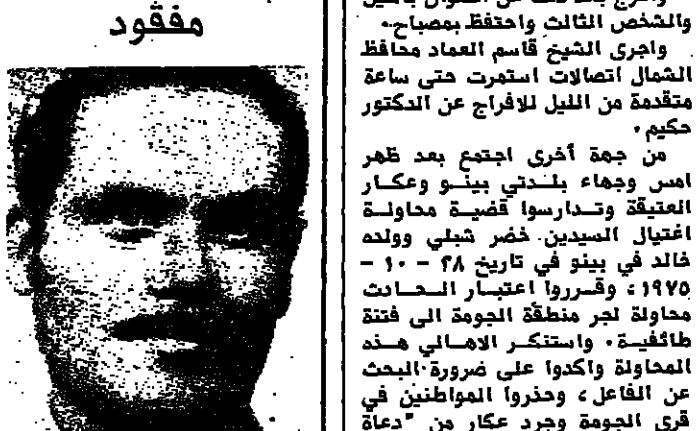 مفقود
والشخص الثالث واحتفظ بمصباح.
واجرى الشيخ قاسم العماد محافظ
الشمال اتصالات استمرت حتى ساعة
متقدمة من الليل للافراج عن الدكتور
حكيم.
من جهة أخرى اجتمع بعد ظهر
امس وجهاء بلدتي بينو وعكار
العتيقة وتدارسوا قضية محاولة
اغتيال السيدين خضر شبلي وولده
خالد في بينو في تاريخ ٢٨ - ١٠ -
١٩٧٥، وقرروا اعتبار الحادث
محاولة لجر منطقة الجومة الى فتنة
طائفية. واستنكر الاهالي هذه
المحاولة واكدوا على ضرورة البحث
عن الفاعل، وحذروا المواطنين في
قرى الجومة وجرد عكار من "دعاة